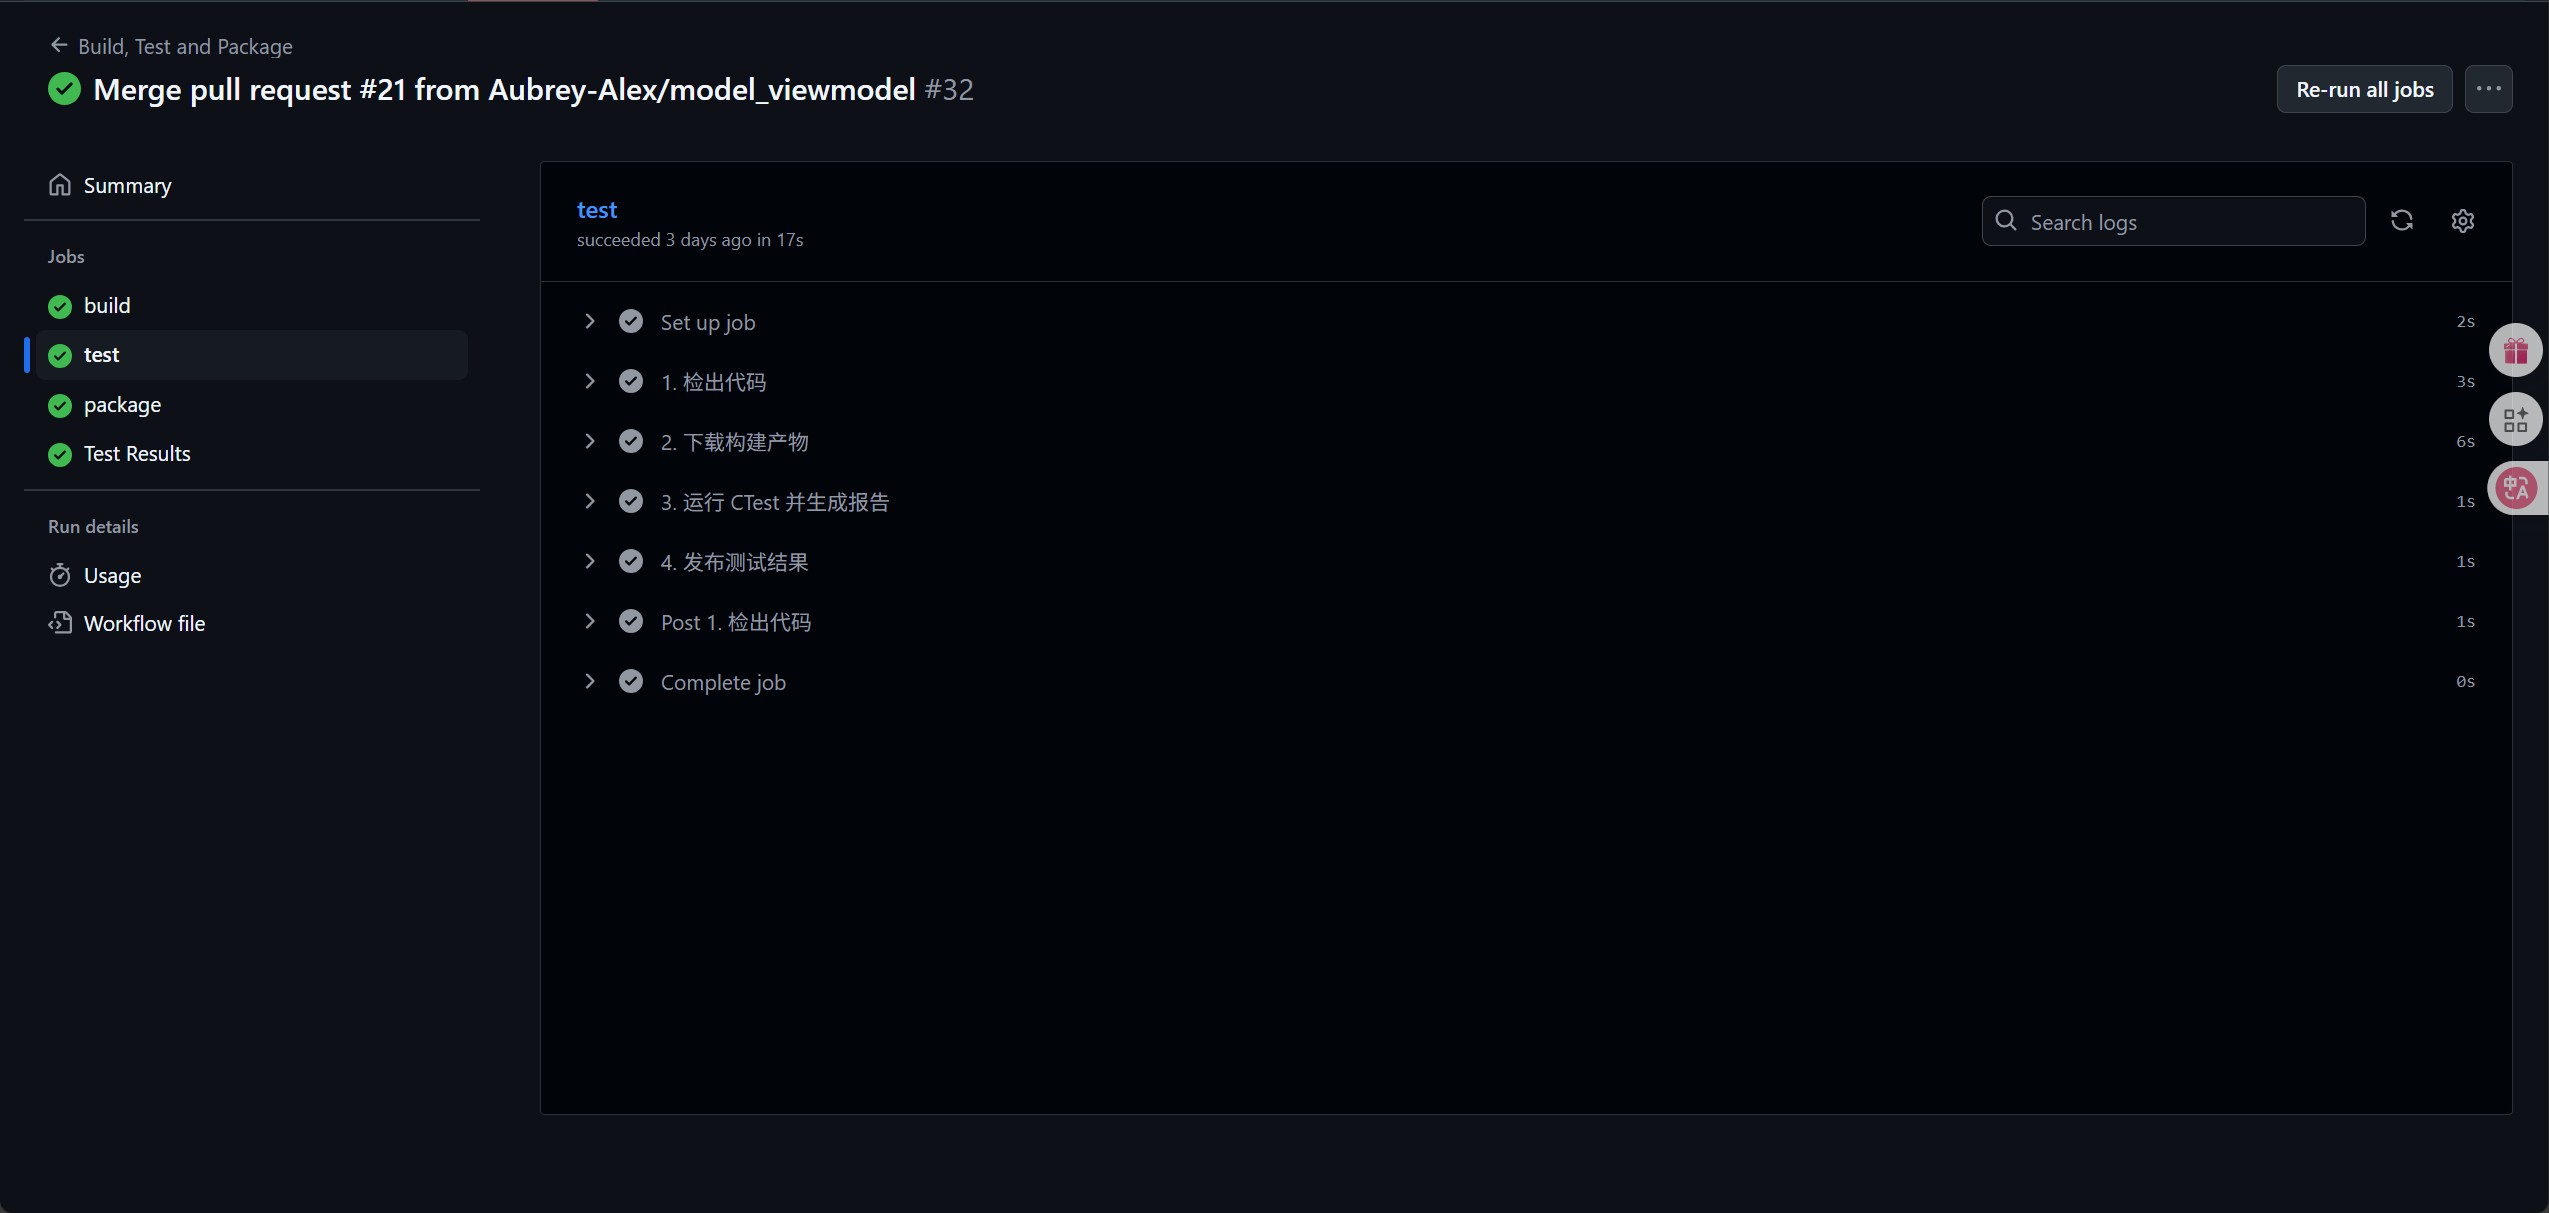 Build, Test and Package
Merge pull request #21 from Aubrey-Alex/model_viewmodel #32
Re-run all jobs
Summary
Jobs
build
test
package
Test Results
Run details
Usage
Workflow file
test
succeeded 3 days ago in 17s
Search logs
Set up job 2s
1. 检出代码 3s
2. 下载构建产物 6s
3. 运行 CTest 并生成报告 1s
4. 发布测试结果 1s
Post 1. 检出代码 1s
Complete job 0s
中A